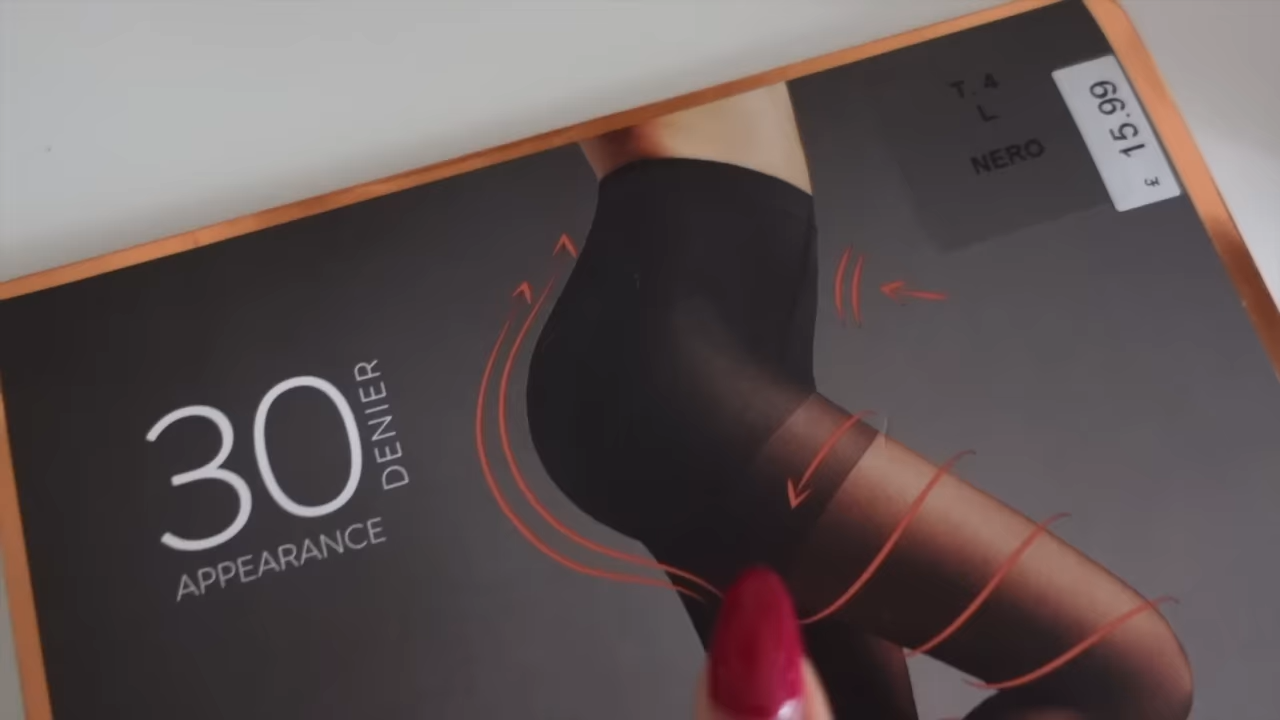 T. 4
L
NERO
₤ 15.99
30
DENIER
APPEARANCE